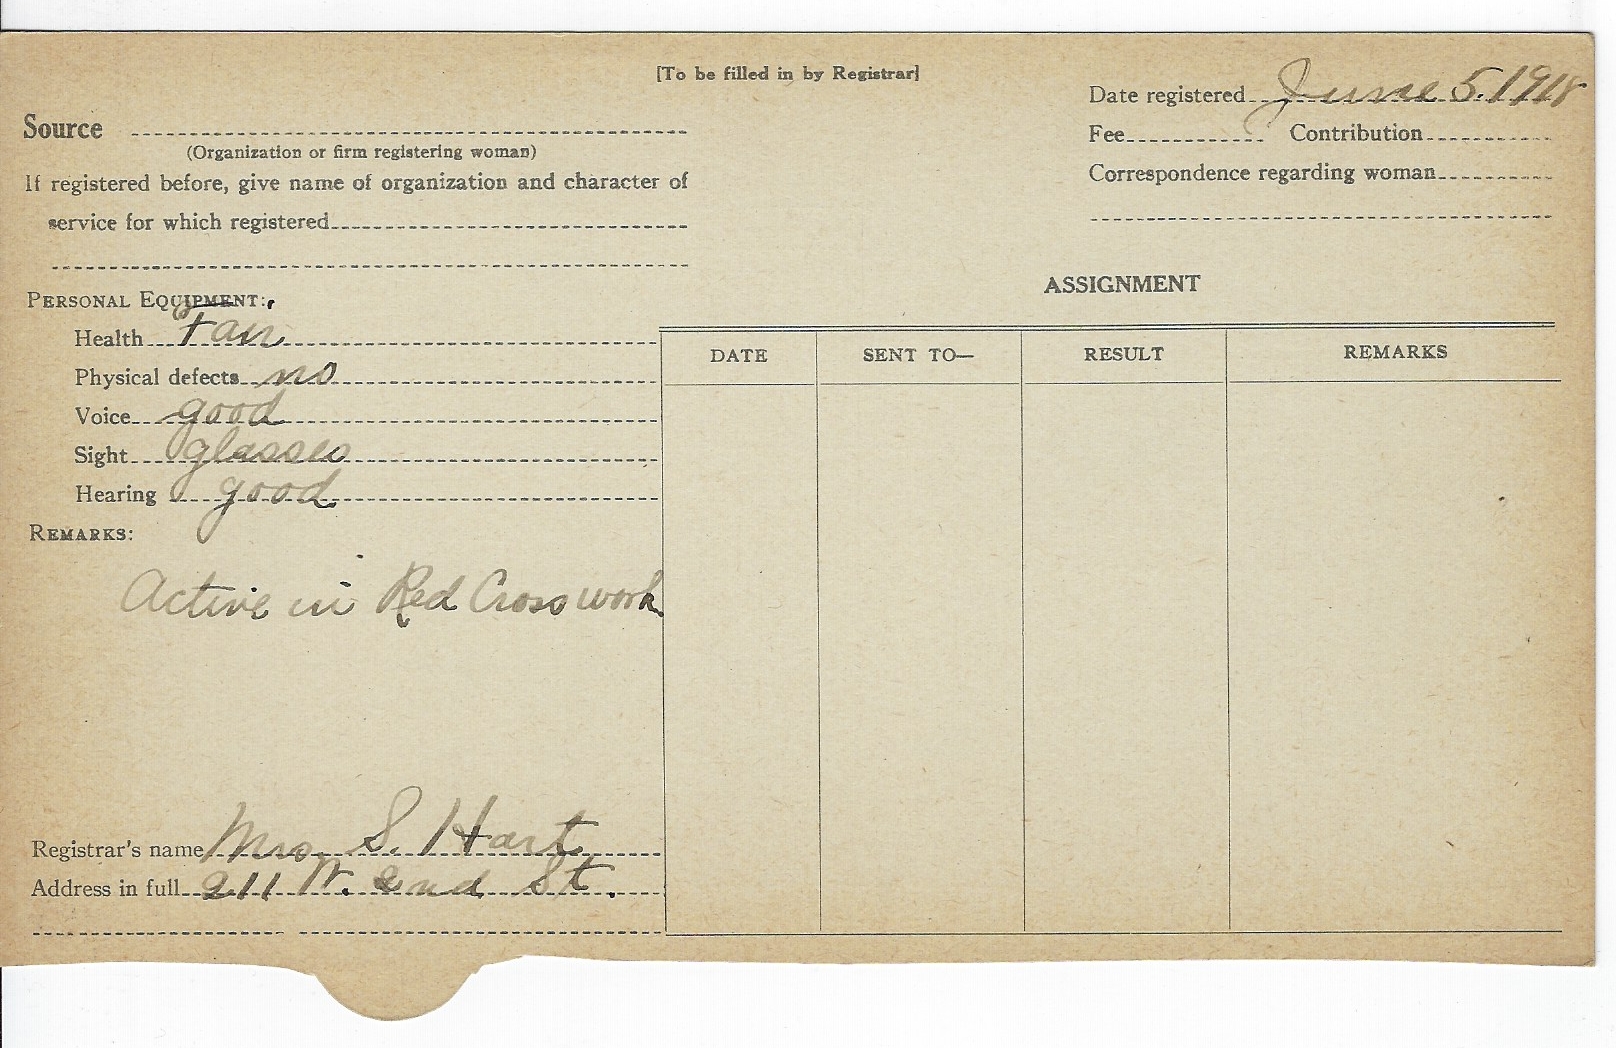 [To be filled in by Registrar]
Date registered June 5. 1918
Source
(Organization or firm registering woman)
Fee Contribution
If registered before, give name of organization and character of
service for which registered
Correspondence regarding woman
PERSONAL EQUIPMENT:
Health Fair
Physical defects no
Voice good
Sight glasses
Hearing good
REMARKS:
Active in Red Cross work
Registrar's name Mrs. S. Hart
Address in full 211 W. 2nd St.
ASSIGNMENT
DATE SENT TO— RESULT REMARKS